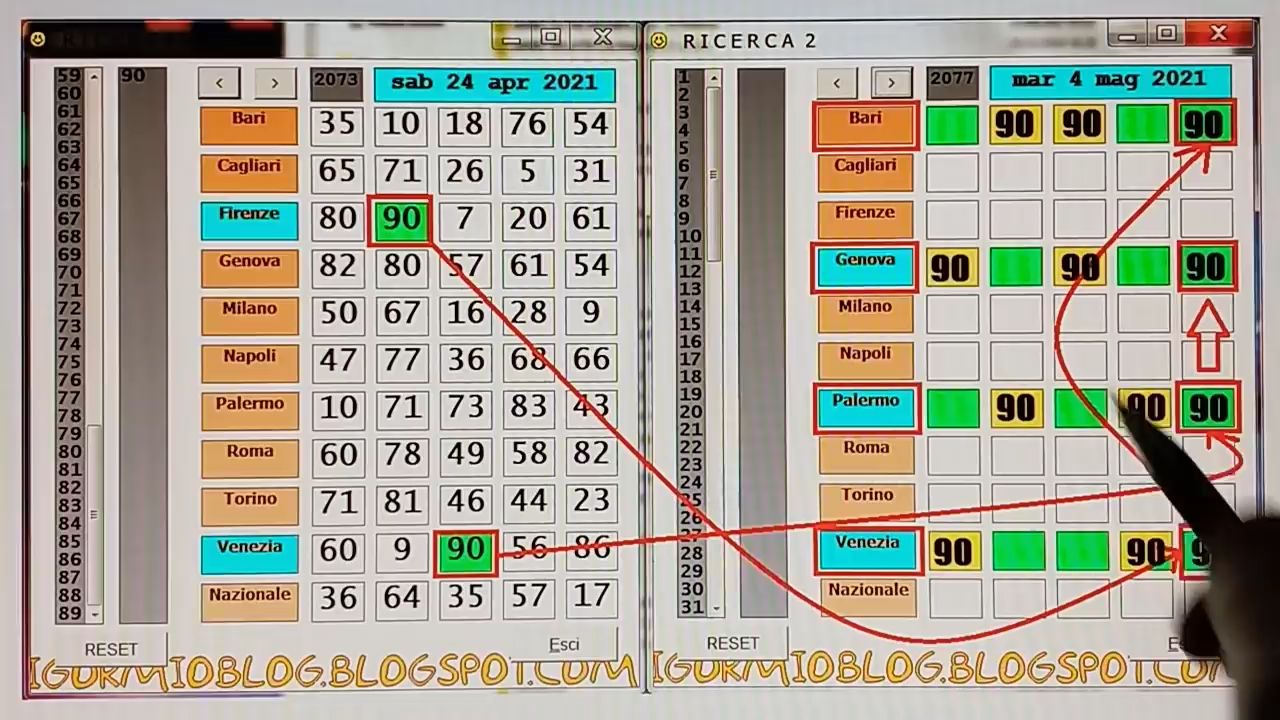 59
60
61
62
63
64
65
66
67
68
69
70
71
72
73
74
75
76
77
78
79
80
81
82
83
84
85
86
87
88
89
90
< > 2073 sab 24 apr 2021
Bari 35 10 18 76 54
Cagliari 65 71 26 5 31
Firenze 80 90 7 20 61
Genova 82 80 57 61 54
Milano 50 67 16 28 9
Napoli 47 77 36 68 66
Palermo 10 71 73 83 43
Roma 60 78 49 58 82
Torino 71 81 46 44 23
Venezia 60 9 90 56 86
Nazionale 36 64 35 57 17
RESET Esci
IGORMIOBLOG.BLOGSPOT.COM
RICERCA 2
1
2
3
4
5
6
7
8
9
10
11
12
13
14
15
16
17
18
19
20
21
22
23
24
25
26
27
28
29
30
31
< > 2077 mar 4 mag 2021
Bari 90 90 90
Cagliari
Firenze
Genova 90 90 90
Milano
Napoli
Palermo 90 90 90
Roma
Torino
Venezia 90 90
Nazionale
RESET
IGORMIOBLOG.BLOGSPOT.COM